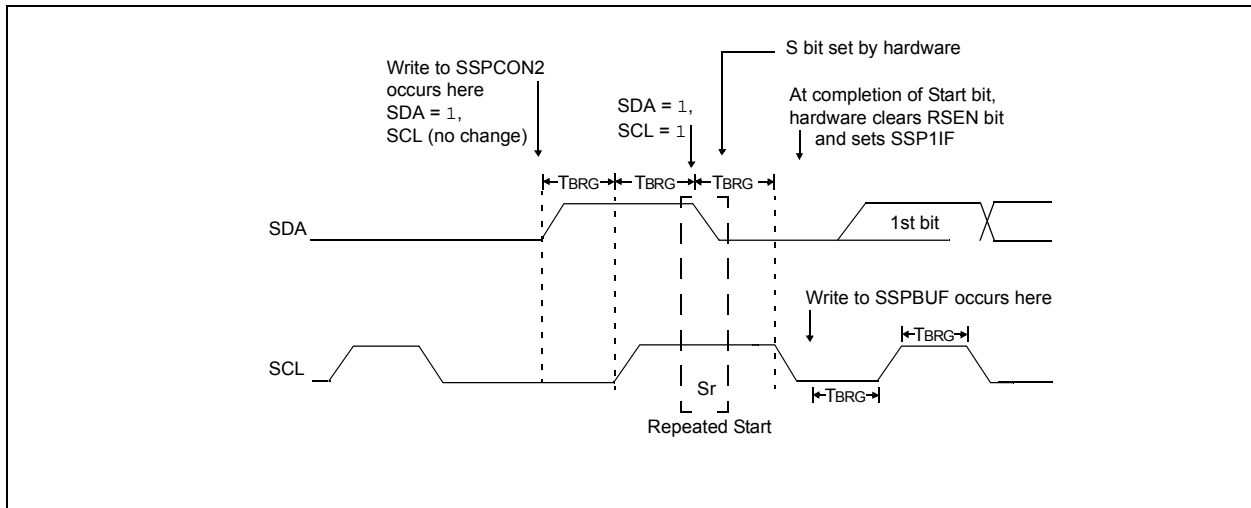 S bit set by hardware
Write to SSPCON2
occurs here
SDA = 1,
SCL (no change)
SDA = 1,
SCL = 1
At completion of Start bit,
hardware clears RSEN bit
and sets SSP1IF
TBRG TBRG TBRG
SDA
1st bit
Write to SSPBUF occurs here
TBRG
SCL
Sr
TBRG
Repeated Start